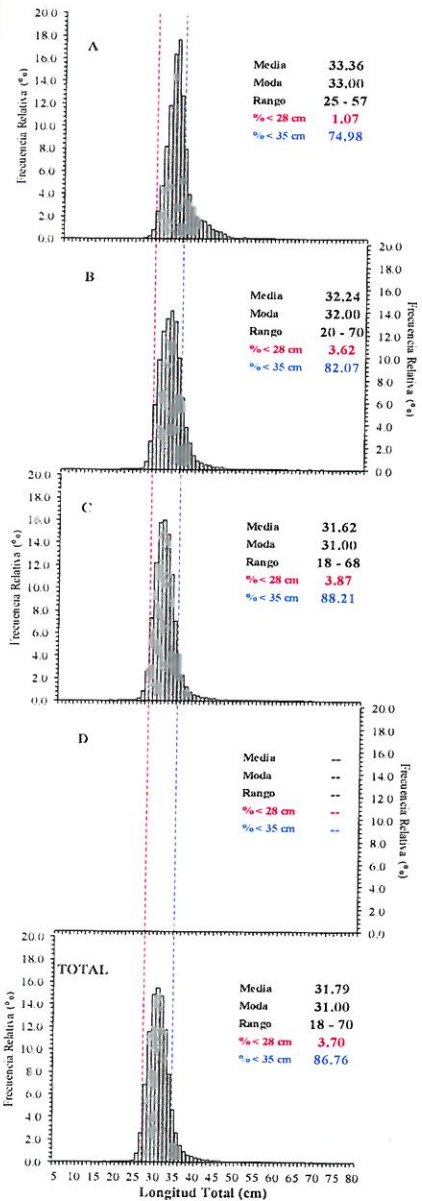 Frecuencia Relativa (%)
20.0
18.0
16.0
14.0
12.0
10.0
8.0
6.0
4.0
2.0
0.0
A
Media 33.36
Moda 33.00
Rango 25 - 57
% < 28 cm 1.07
% < 35 cm 74.98
B
Media 32.24
Moda 32.00
Rango 20 - 70
% < 28 cm 3.62
% < 35 cm 82.07
20.0
18.0
16.0
14.0
12.0
10.0
8.0
6.0
4.0
2.0
0.0
Frecuencia Relativa (%)
Frecuencia Relativa (%)
20.0
18.0
16.0
14.0
12.0
10.0
8.0
6.0
4.0
2.0
0.0
C
Media 31.62
Moda 31.00
Rango 18 - 68
% < 28 cm 3.87
% < 35 cm 88.21
D
Media --
Moda --
Rango --
% < 28 cm --
% < 35 cm --
20.0
18.0
16.0
14.0
12.0
10.0
8.0
6.0
4.0
2.0
0.0
Frecuencia Relativa (%)
Frecuencia Relativa (%)
20.0
18.0
16.0
14.0
12.0
10.0
8.0
6.0
4.0
2.0
0.0
TOTAL
Media 31.79
Moda 31.00
Rango 18 - 70
% < 28 cm 3.70
% < 35 cm 86.76
5 10 15 20 25 30 35 40 45 50 55 60 65 70 75 80
Longitud Total (cm)